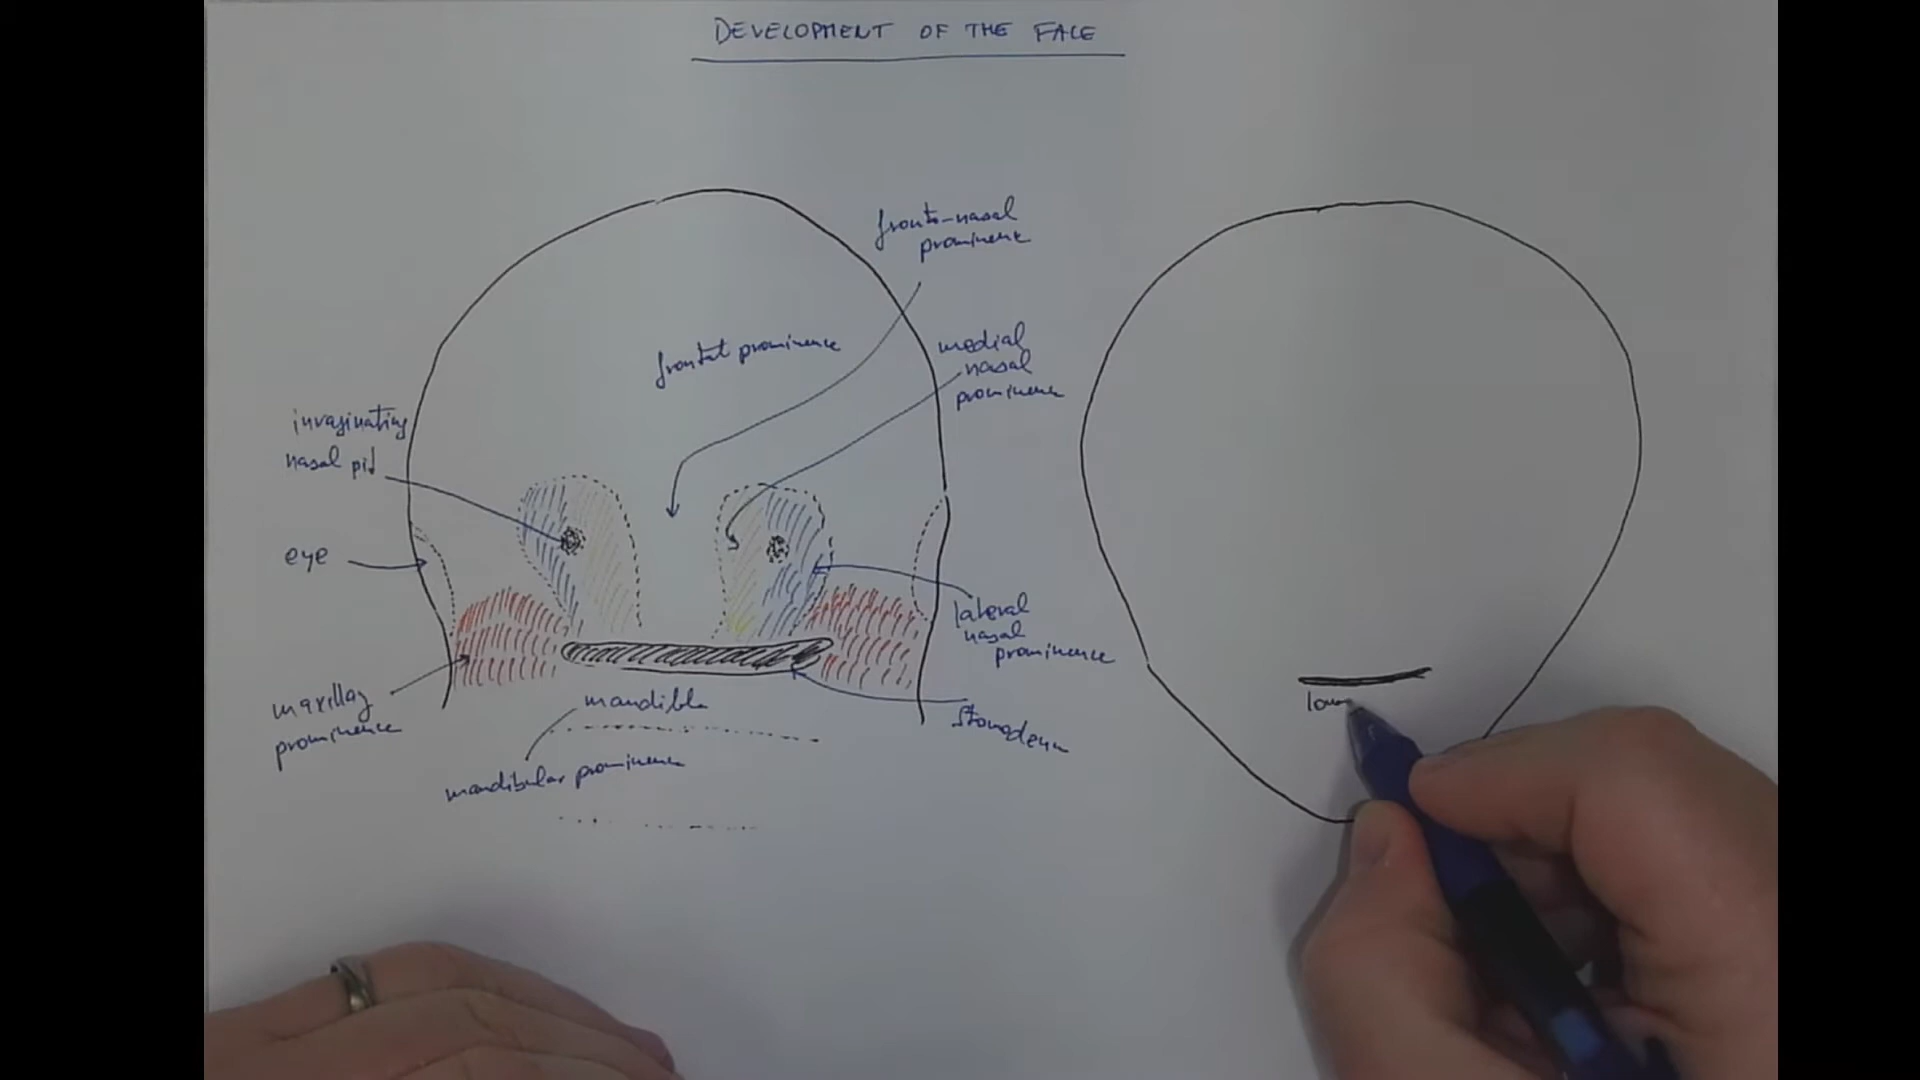 DEVELOPMENT OF THE FACE
fronto-nasal
prominence
frontal prominence
medial
nasal
prominence
invaginating
nasal pit
eye
lateral
nasal
prominence
maxillay
prominence
mandible
stomodeum
mandibular prominence